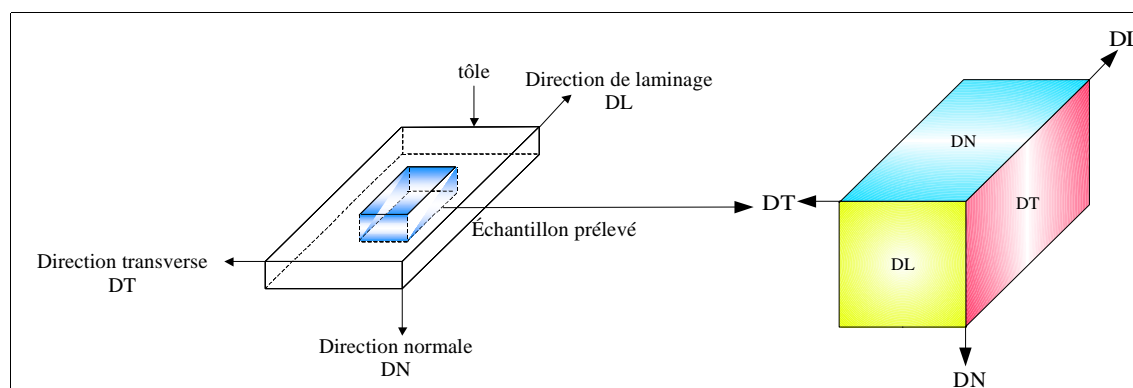 tôle
Direction de laminage
DL
Échantillon prélevé
Direction transverse
DT
Direction normale
DN
DL
DN
DT
DT
DL
DN